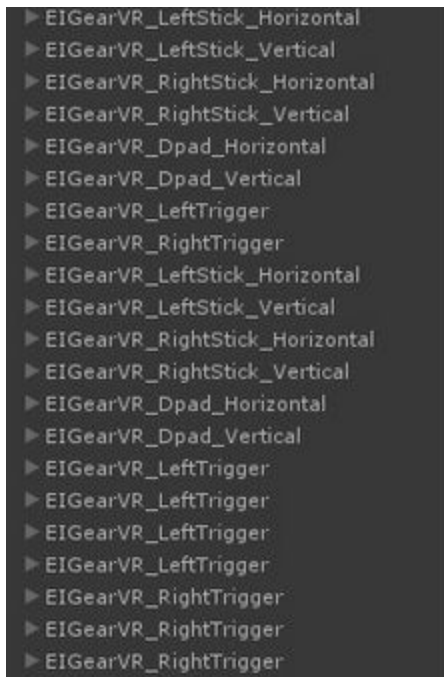 EIGearVR_LeftStick_Horizontal
EIGearVR_LeftStick_Vertical
EIGearVR_RightStick_Horizontal
EIGearVR_RightStick_Vertical
EIGearVR_Dpad_Horizontal
EIGearVR_Dpad_Vertical
EIGearVR_LeftTrigger
EIGearVR_RightTrigger
EIGearVR_LeftStick_Horizontal
EIGearVR_LeftStick_Vertical
EIGearVR_RightStick_Horizontal
EIGearVR_RightStick_Vertical
EIGearVR_Dpad_Horizontal
EIGearVR_Dpad_Vertical
EIGearVR_LeftTrigger
EIGearVR_LeftTrigger
EIGearVR_LeftTrigger
EIGearVR_LeftTrigger
EIGearVR_RightTrigger
EIGearVR_RightTrigger
EIGearVR_RightTrigger